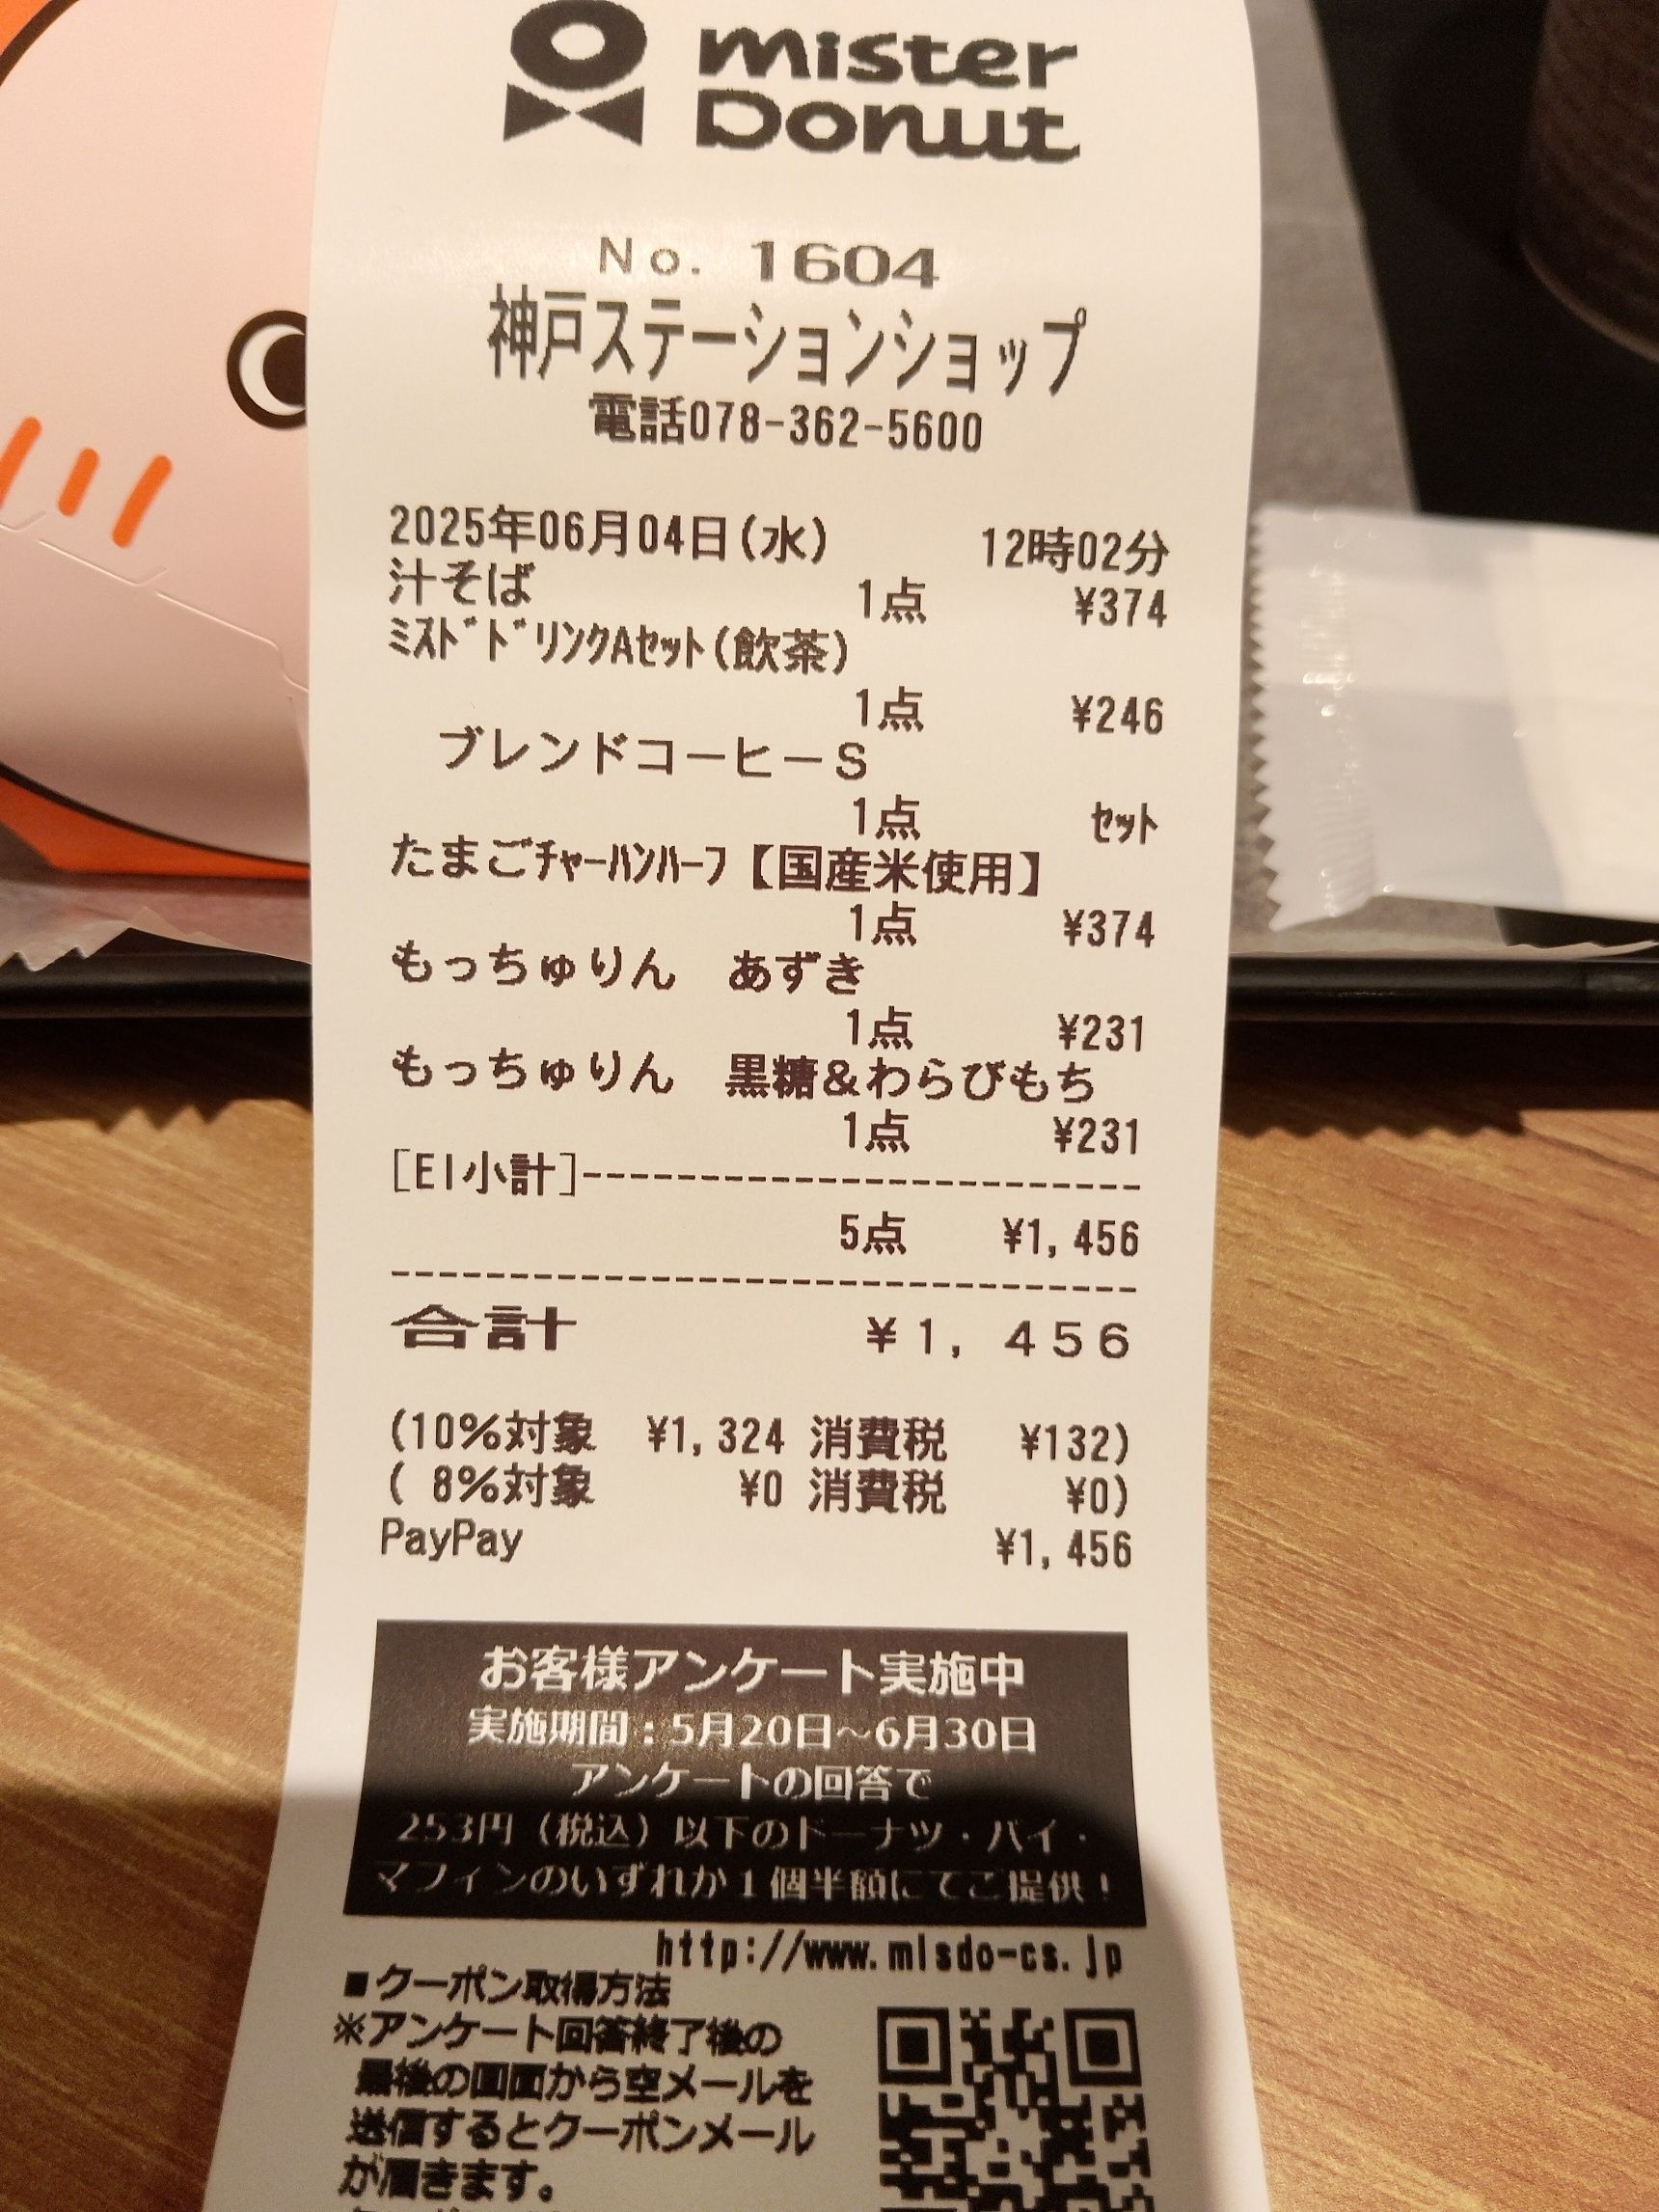 mister
Donut
No. 1604
神戸ステーションショップ
電話078-362-5600
2025年06月04日(水) 12時02分
汁そば 1点 ¥374
ﾐｽﾄﾞﾄﾞﾘﾝｸAｾｯﾄ(飲茶)
1点 ¥246
ブレンドコーヒーS
1点 ｾｯﾄ
たまごﾁｬｰﾊﾝﾊｰﾌ【国産米使用】
1点 ¥374
もっちゅりん あずき
1点 ¥231
もっちゅりん 黒糖&わらびもち
1点 ¥231
[EI小計]------------------------
5点 ¥1,456
--------------------------------
合計 ¥1,456
(10%対象 ¥1,324 消費税 ¥132)
( 8%対象 ¥0 消費税 ¥0)
PayPay ¥1,456
お客様アンケート実施中
実施期間：5月20日～6月30日
アンケートの回答で
253円（税込）以下のドーナツ・パイ・
マフィンのいずれか1個半額にてご提供！
http://www.misdo-cs.jp
■クーポン取得方法
※アンケート回答終了後の
最後の画面から空メールを
送信するとクーポンメール
が届きます。